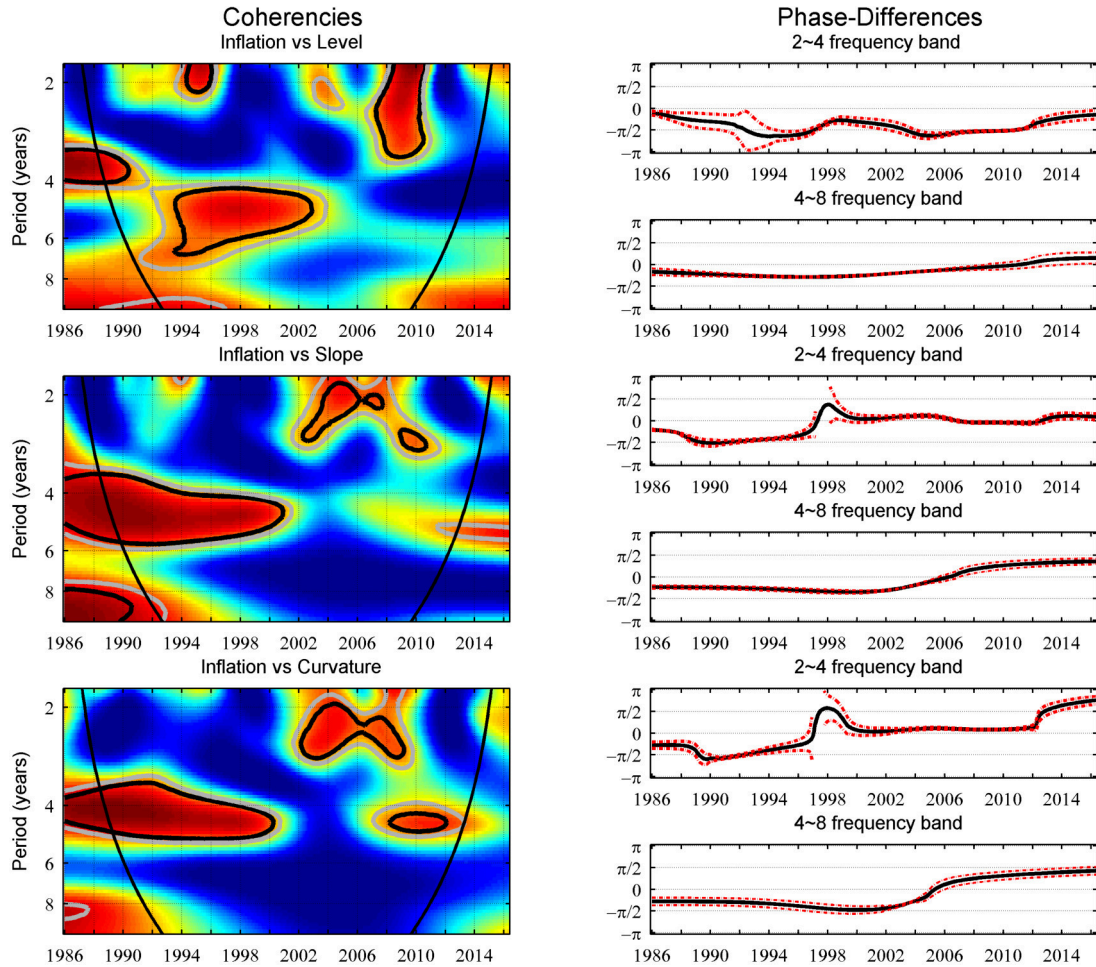 Coherencies
Inflation vs Level
Period (years)
2
4
6
8
1986 1990 1994 1998 2002 2006 2010 2014
Inflation vs Slope
Period (years)
2
4
6
8
1986 1990 1994 1998 2002 2006 2010 2014
Inflation vs Curvature
Period (years)
2
4
6
8
1986 1990 1994 1998 2002 2006 2010 2014
Phase-Differences
2~4 frequency band
π
π/2
0
−π/2
−π
1986 1990 1994 1998 2002 2006 2010 2014
4~8 frequency band
π
π/2
0
−π/2
−π
1986 1990 1994 1998 2002 2006 2010 2014
2~4 frequency band
π
π/2
0
−π/2
−π
1986 1990 1994 1998 2002 2006 2010 2014
4~8 frequency band
π
π/2
0
−π/2
−π
1986 1990 1994 1998 2002 2006 2010 2014
2~4 frequency band
π
π/2
0
−π/2
−π
1986 1990 1994 1998 2002 2006 2010 2014
4~8 frequency band
π
π/2
0
−π/2
−π
1986 1990 1994 1998 2002 2006 2010 2014